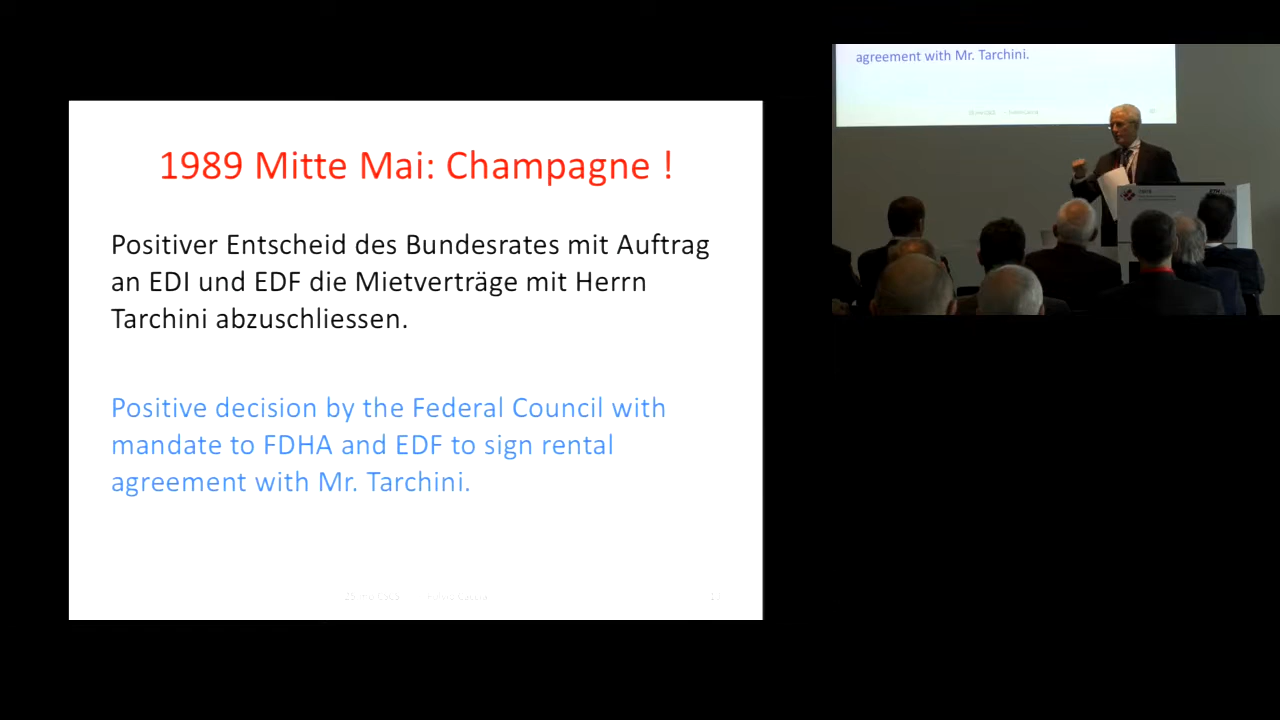 1989 Mitte Mai: Champagne !
Positiver Entscheid des Bundesrates mit Auftrag
an EDI und EDF die Mietverträge mit Herrn
Tarchini abzuschliessen.
Positive decision by the Federal Council with
mandate to FDHA and EDF to sign rental
agreement with Mr. Tarchini.
agreement with Mr. Tarchini.